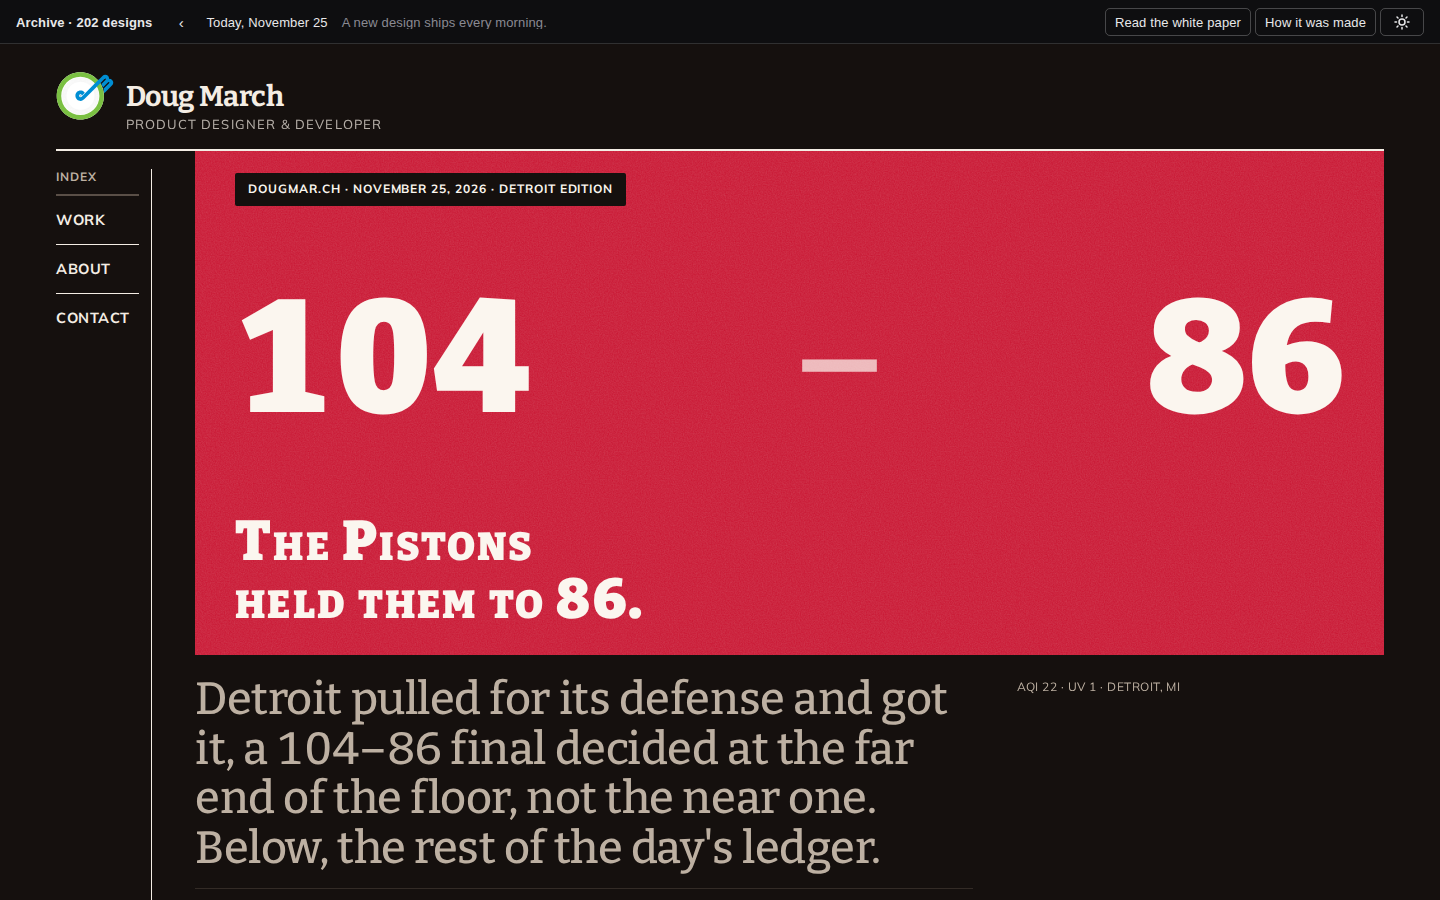 Archive · 202 designs
‹
Today, November 25
A new design ships every morning.
Read the white paper
How it was made
Doug March
PRODUCT DESIGNER & DEVELOPER
INDEX
WORK
ABOUT
CONTACT
DOUGMAR.CH · NOVEMBER 25, 2026 · DETROIT EDITION
104 – 86
The Pistons
held them to 86.
Detroit pulled for its defense and got
it, a 104–86 final decided at the far
end of the floor, not the near one.
Below, the rest of the day's ledger.
AQI 22 · UV 1 · DETROIT, MI